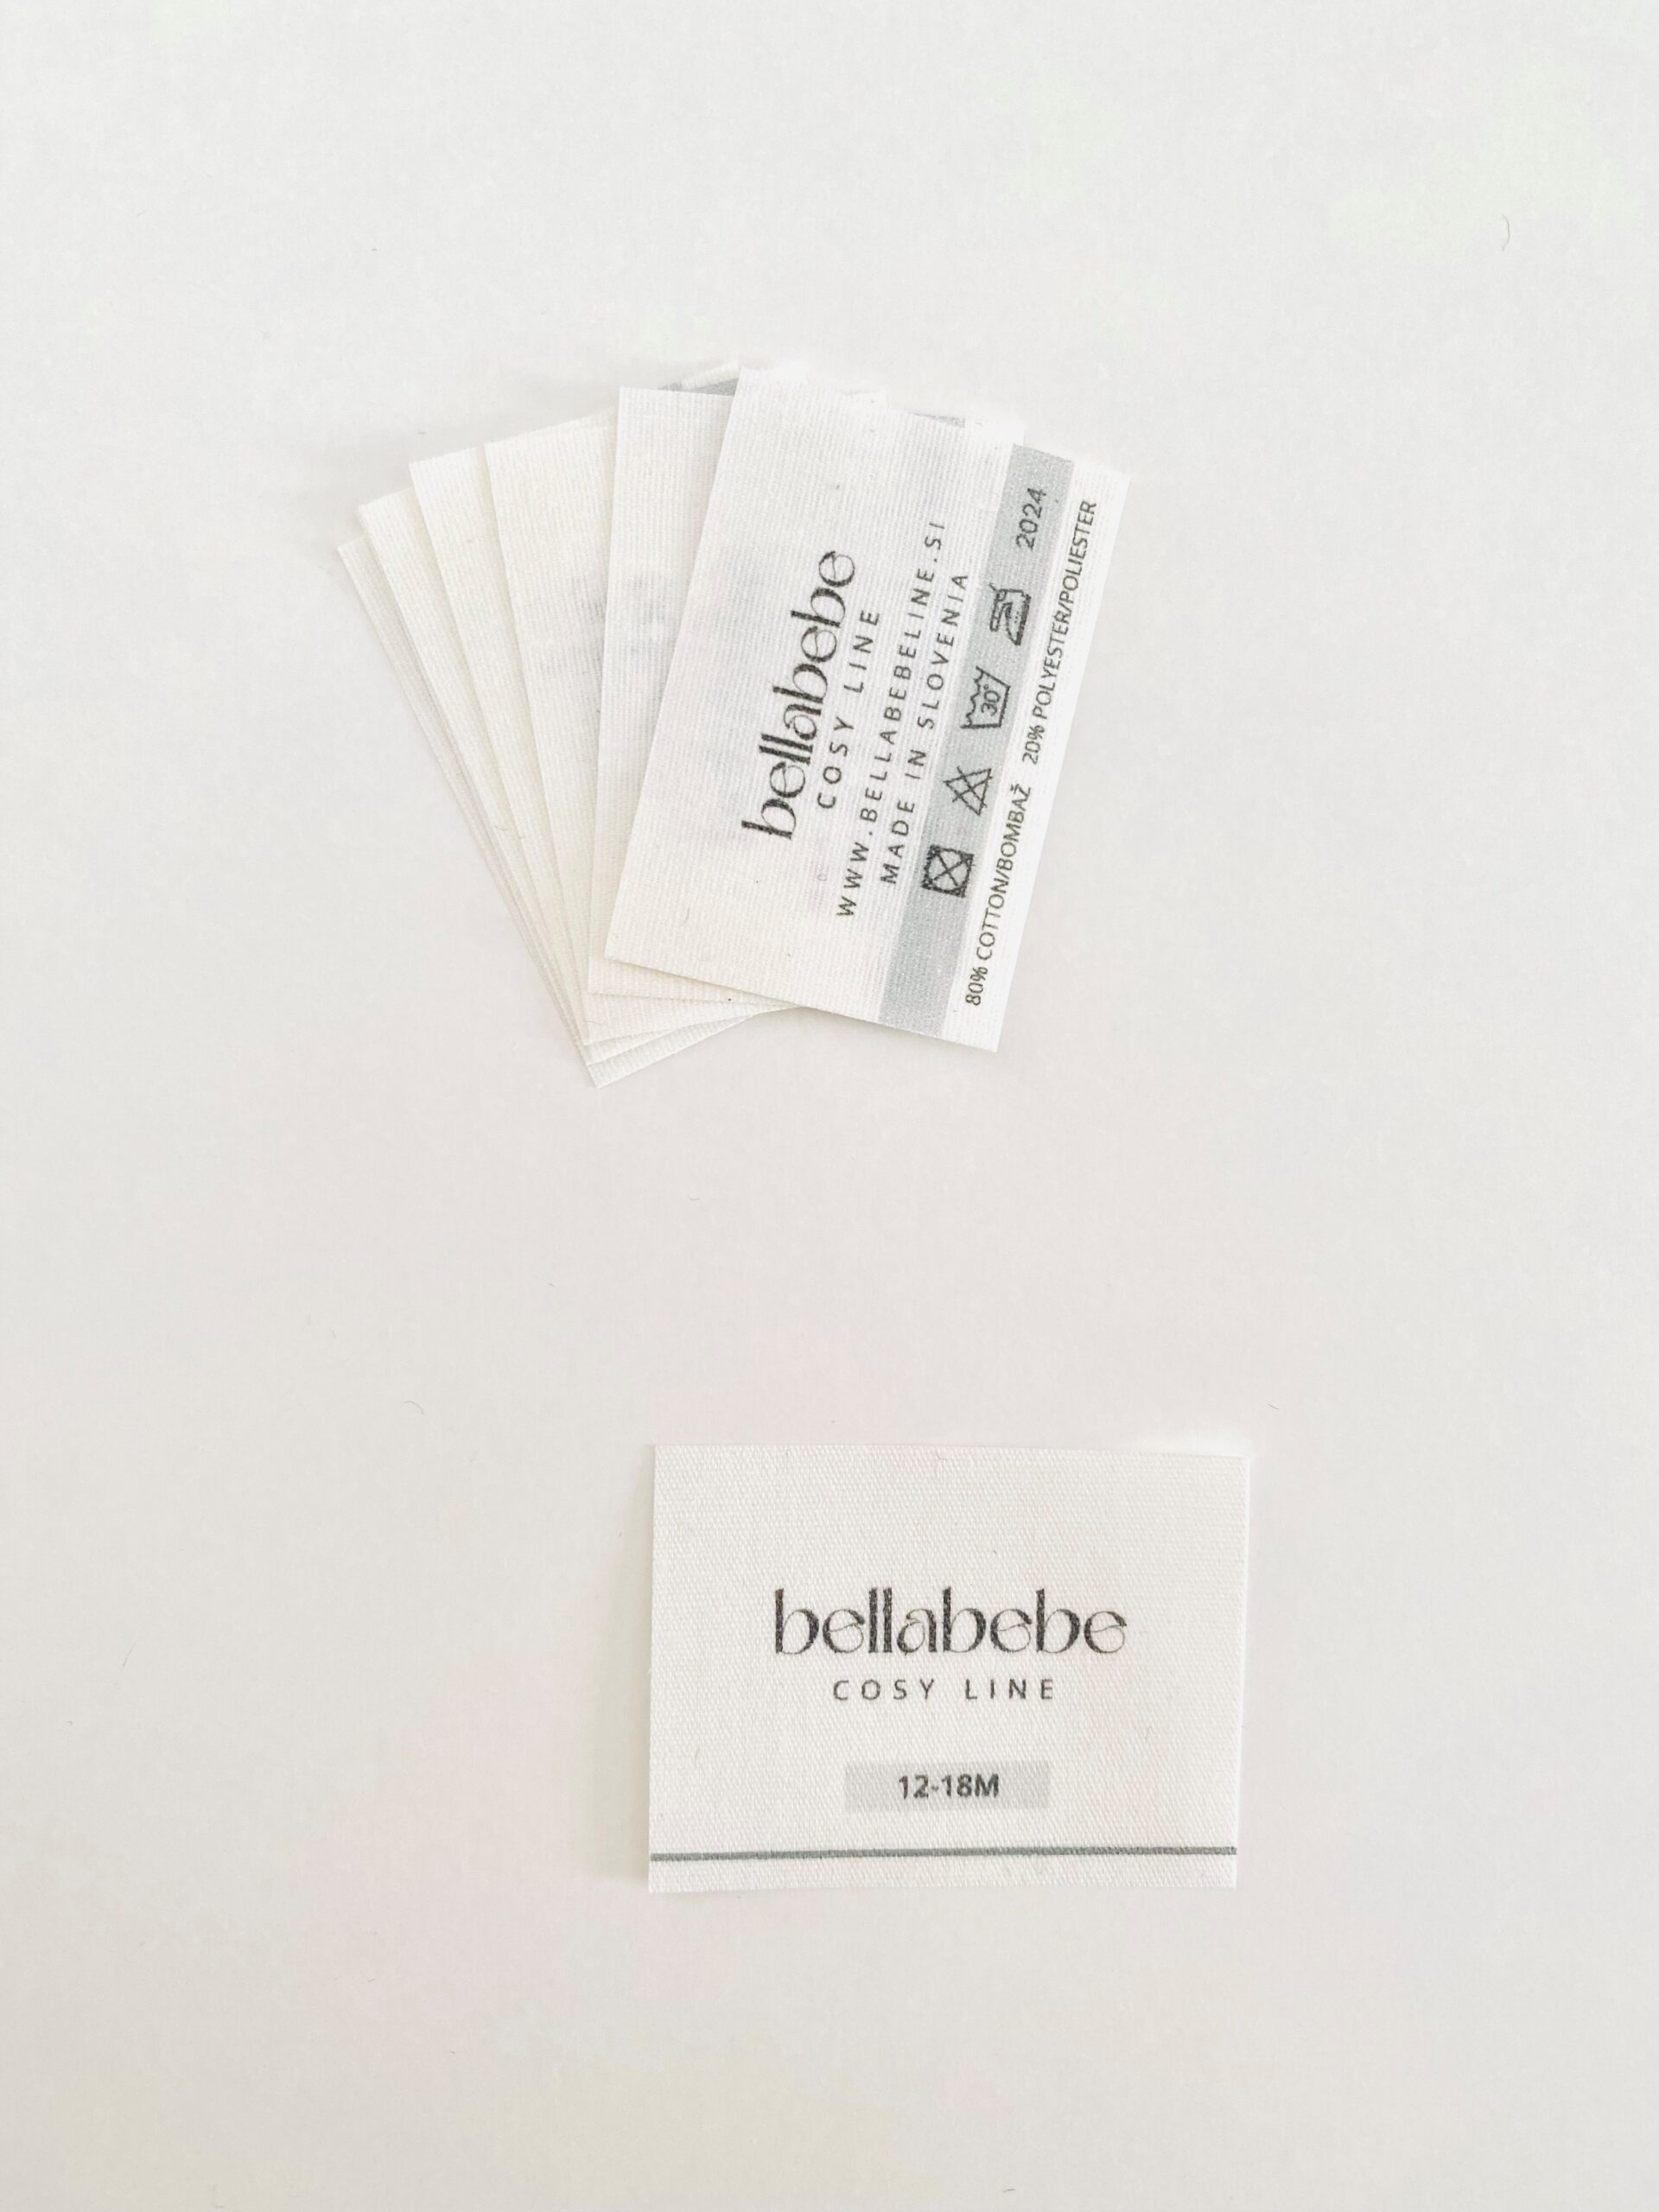 bellabebe
COSY LINE
WWW.BELLABEBELINE.SI
MADE IN SLOVENIA
30° 2024
80% COTTON/BOMBAŽ 20% POLYESTER/POLIESTER
bellabebe
COSY LINE
12-18M